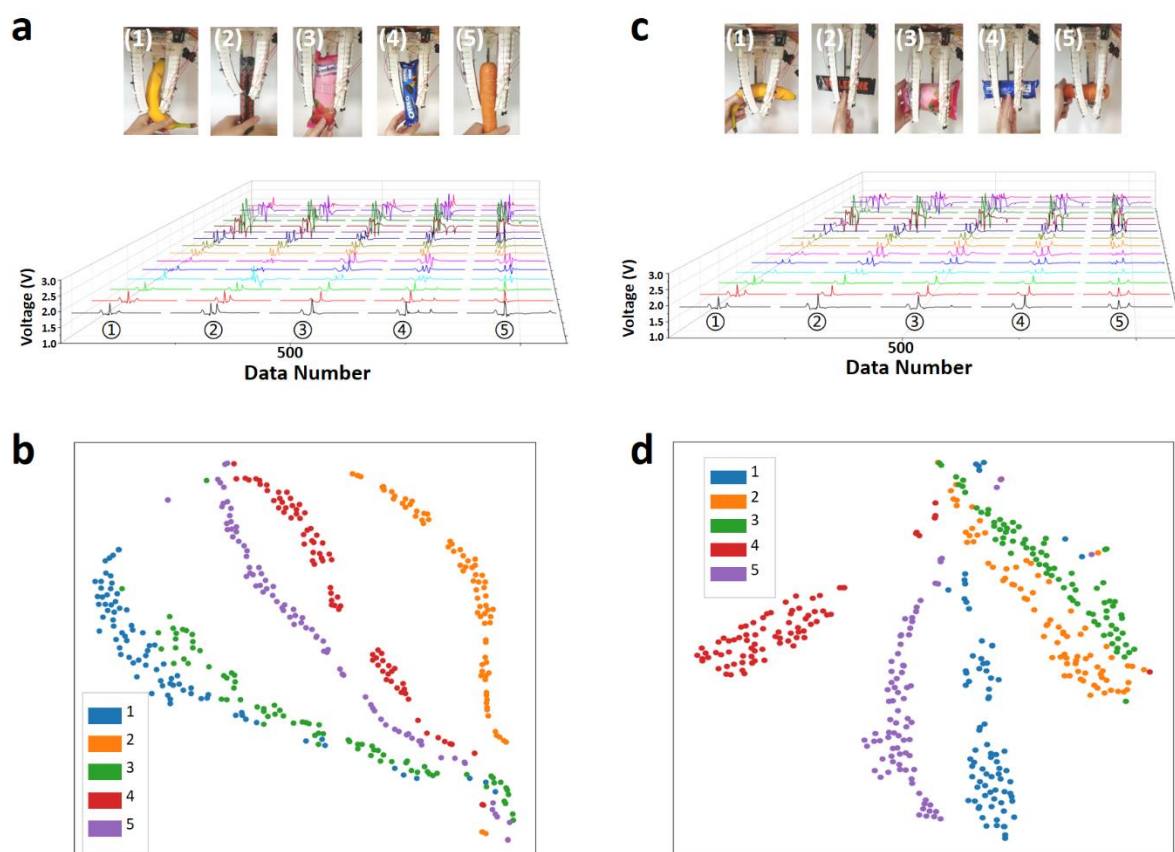 a
(1) (2) (3) (4) (5)
OREO
Voltage (V)
3.0
2.5
2.0
1.5
1.0
① ② ③ ④ ⑤
500
Data Number
c
(1) (2) (3) (4) (5)
Voltage (V)
3.0
2.5
2.0
1.5
1.0
① ② ③ ④ ⑤
500
Data Number
b
1
2
3
4
5
d
1
2
3
4
5